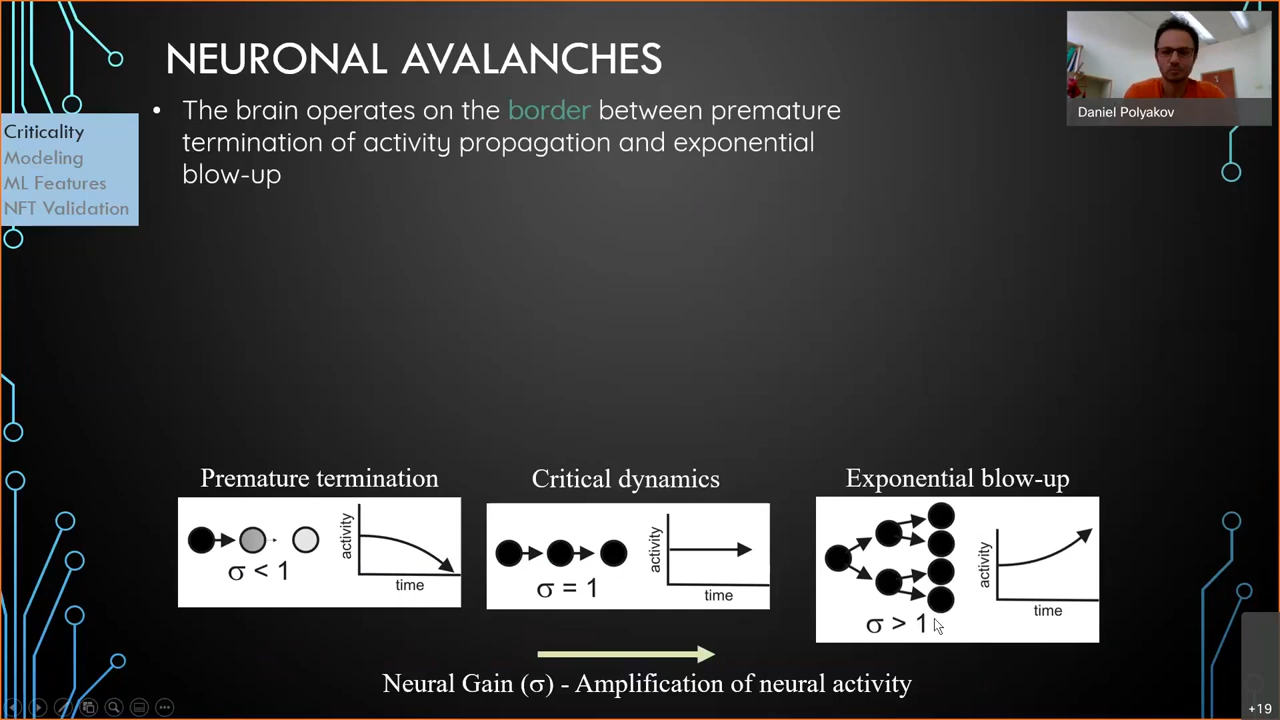 NEURONAL AVALANCHES
Daniel Polyakov
• The brain operates on the border between premature
termination of activity propagation and exponential
blow-up
Criticality
Modeling
ML Features
NFT Validation
Premature termination
activity
time
σ < 1
Critical dynamics
activity
time
σ = 1
Exponential blow-up
activity
time
σ > 1
Neural Gain (σ) - Amplification of neural activity
+19